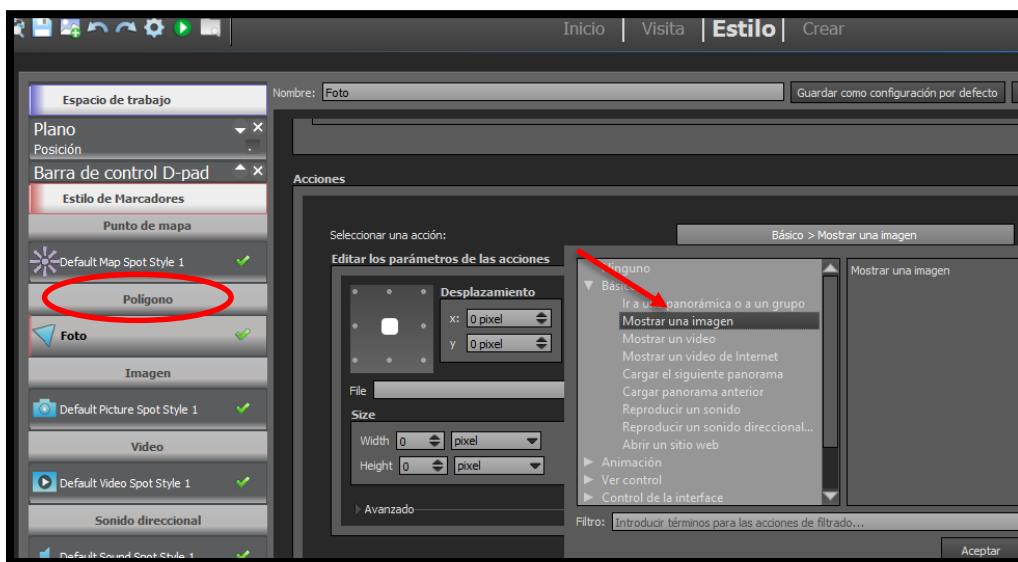 Inicio | Visita | Estilo | Crear
Espacio de trabajo
Plano
Posición
Barra de control D-pad
Estilo de Marcadores
Punto de mapa
Default Map Spot Style 1
Polígono
Foto
Imagen
Default Picture Spot Style 1
Video
Default Video Spot Style 1
Sonido direccional
Default Sound Spot Style 1
Nombre: Foto
Guardar como configuración por defecto
Acciones
Seleccionar una acción:
Básico > Mostrar una imagen
Editar los parámetros de las acciones
Desplazamiento
x: 0 pixel
y 0 pixel
File
Size
Width 0 pixel
Height 0 pixel
Avanzado
Ninguno
Ir a una panorámica o a un grupo
Mostrar una imagen
Mostrar un video
Mostrar un video de Internet
Cargar el siguiente panorama
Cargar panorama anterior
Reproducir un sonido
Reproducir un sonido direccional...
Abrir un sitio web
Animación
Ver control
Control de la interface
Mostrar una imagen
Filtro: Introducir términos para las acciones de filtrado...
Aceptar